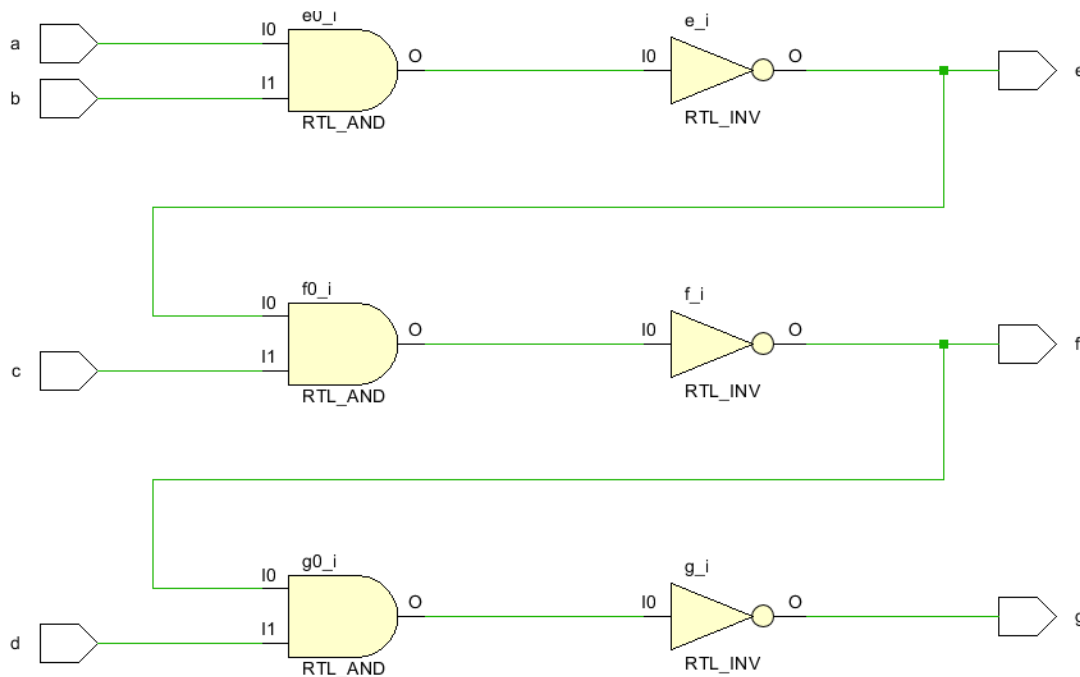 e0_i
e_i
a
I0
O
I0
O
e
b
I1
RTL_AND
RTL_INV
f0_i
f_i
I0
O
I0
O
f
c
I1
RTL_AND
RTL_INV
g0_i
g_i
I0
O
I0
O
g
d
I1
RTL_AND
RTL_INV